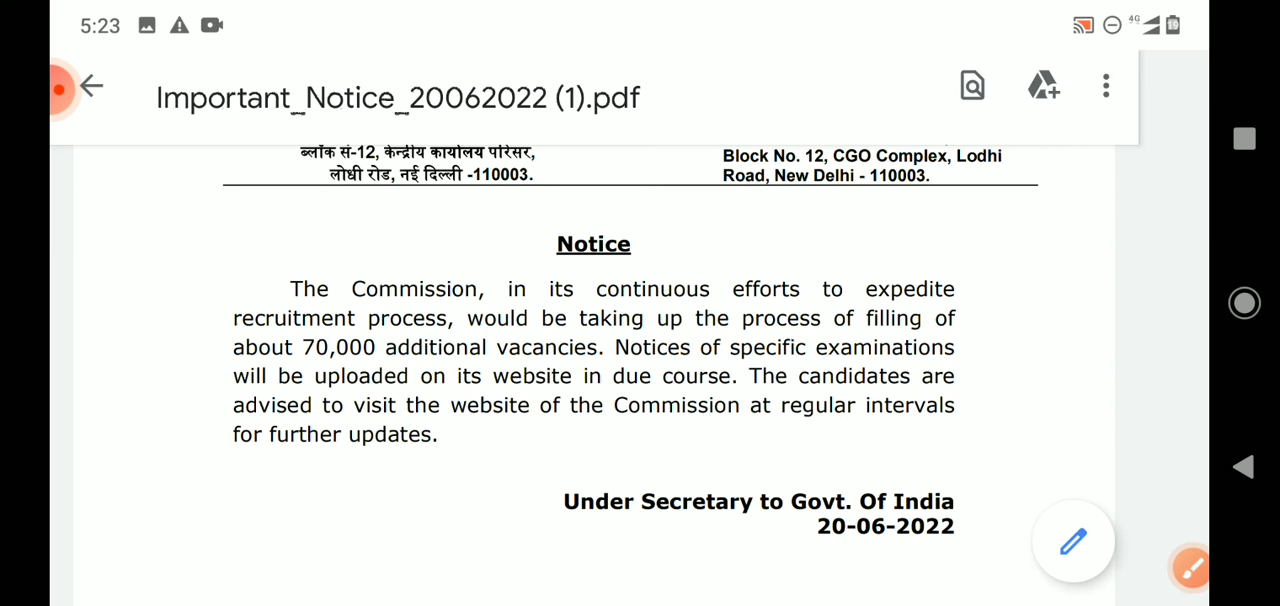 5:23
4G
19
Important_Notice_20062022 (1).pdf
ब्लॉक सं-12, केन्द्रीय कार्यालय परिसर,
लोधी रोड, नई दिल्ली -110003.
Block No. 12, CGO Complex, Lodhi
Road, New Delhi - 110003.
Notice
The Commission, in its continuous efforts to expedite
recruitment process, would be taking up the process of filling of
about 70,000 additional vacancies. Notices of specific examinations
will be uploaded on its website in due course. The candidates are
advised to visit the website of the Commission at regular intervals
for further updates.
Under Secretary to Govt. Of India
20-06-2022